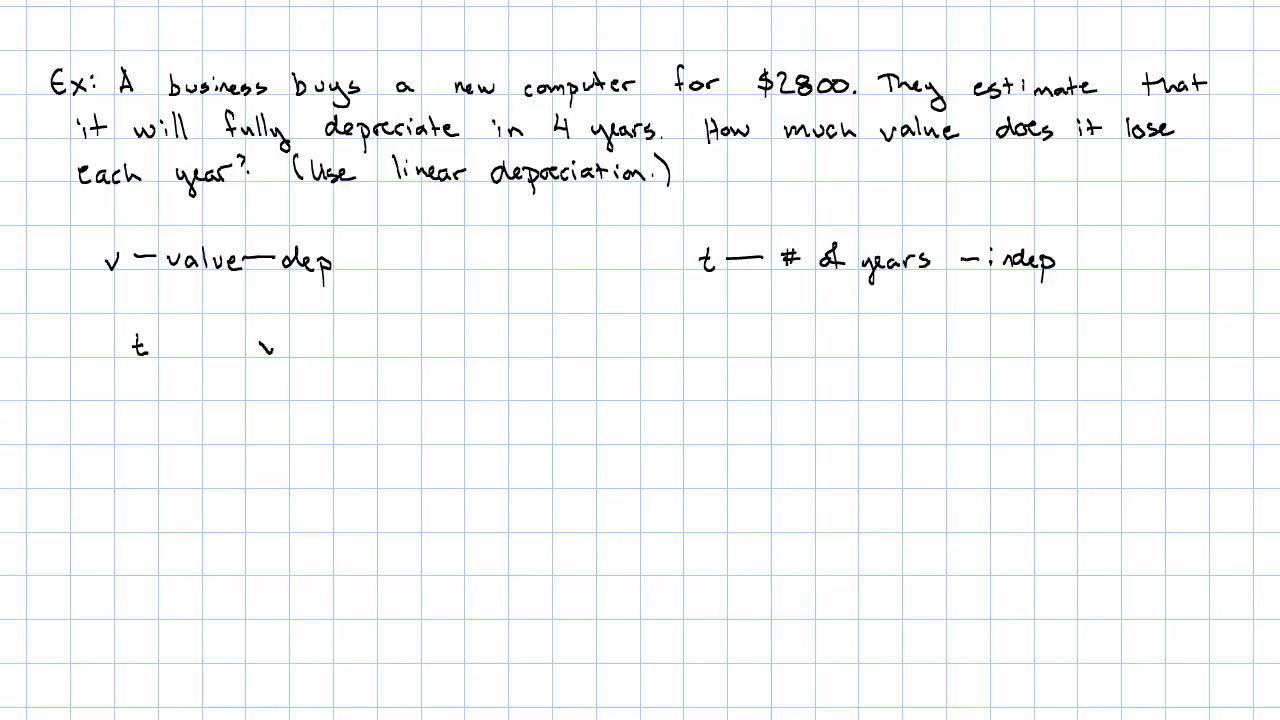 Ex: A business buys a new computer for $2800. They estimate that
it will fully depreciate in 4 years. How much value does it lose
each year? (Use linear depreciation.)
v — value — dep
t — # of years – indep
t v